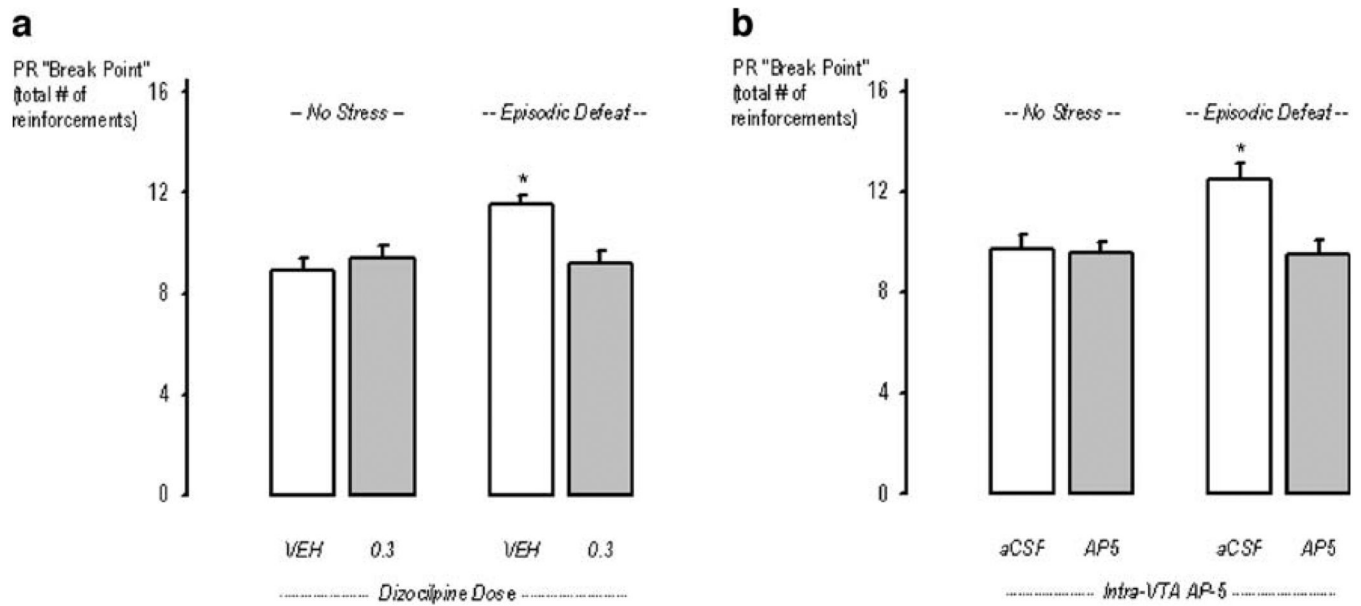 a
PR "Break Point"
(total # of
reinforcements)
16
12
8
4
0
-- No Stress --
-- Episodic Defeat --
*
VEH 0.3 VEH 0.3
Dizocilpine Dose
b
PR "Break Point"
(total # of
reinforcements)
16
12
8
4
0
-- No Stress --
-- Episodic Defeat --
*
aCSF AP5 aCSF AP5
Intra-VTA AP-5